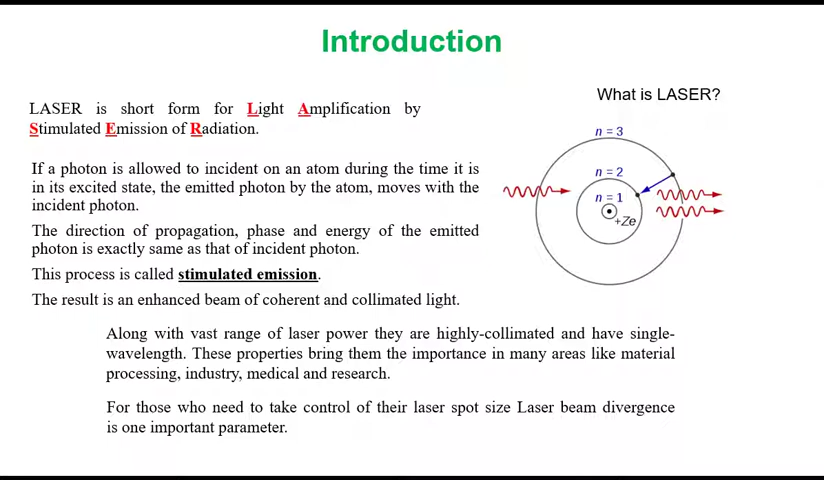 Introduction
LASER is short form for Light Amplification by
Stimulated Emission of Radiation.
If a photon is allowed to incident on an atom during the time it is
in its excited state, the emitted photon by the atom, moves with the
incident photon.
The direction of propagation, phase and energy of the emitted
photon is exactly same as that of incident photon.
This process is called stimulated emission.
The result is an enhanced beam of coherent and collimated light.
What is LASER?
n = 3
n = 2
n = 1
+Ze
Along with vast range of laser power they are highly-collimated and have single-
wavelength. These properties bring them the importance in many areas like material
processing, industry, medical and research.
For those who need to take control of their laser spot size Laser beam divergence
is one important parameter.